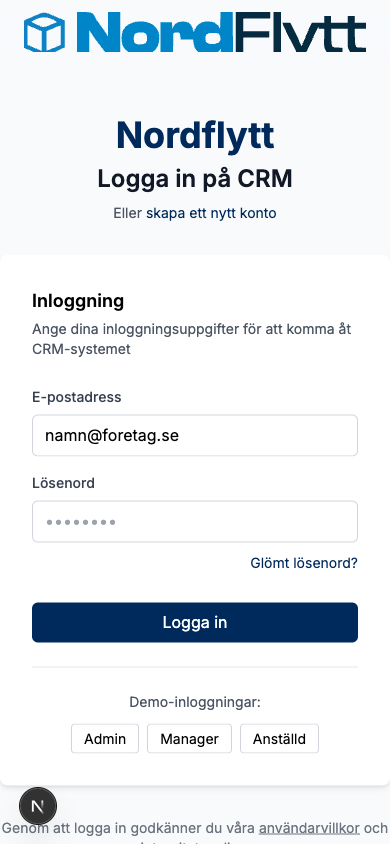 NordFlytt
Nordflytt
Logga in på CRM
Eller skapa ett nytt konto
Inloggning
Ange dina inloggningsuppgifter för att komma åt
CRM-systemet
E-postadress
namn@foretag.se
Lösenord
Glömt lösenord?
Logga in
Demo-inloggningar:
Admin
Manager
Anställd
N
Genom att logga in godkänner du våra användarvillkor och